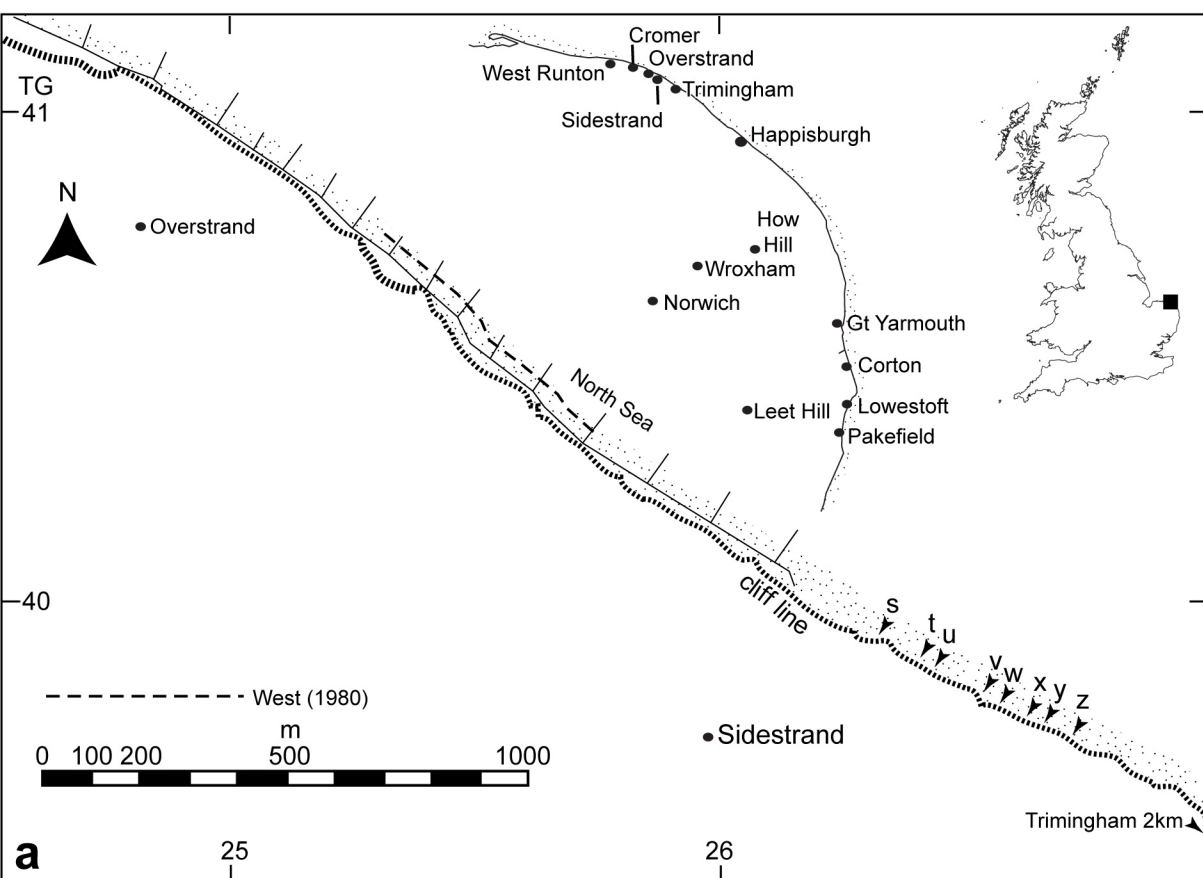 Cromer
Overstrand
West Runton
Trimingham
Sidestrand
Happisburgh
How
Hill
Wroxham
Norwich
Gt Yarmouth
Corton
Leet Hill
Lowestoft
Pakefield
TG
41
N
Overstrand
North Sea
40
cliff line
s
t
u
v
w
x
y
z
West (1980)
m
0 100 200 500 1000
Sidestrand
Trimingham 2km
a
25
26